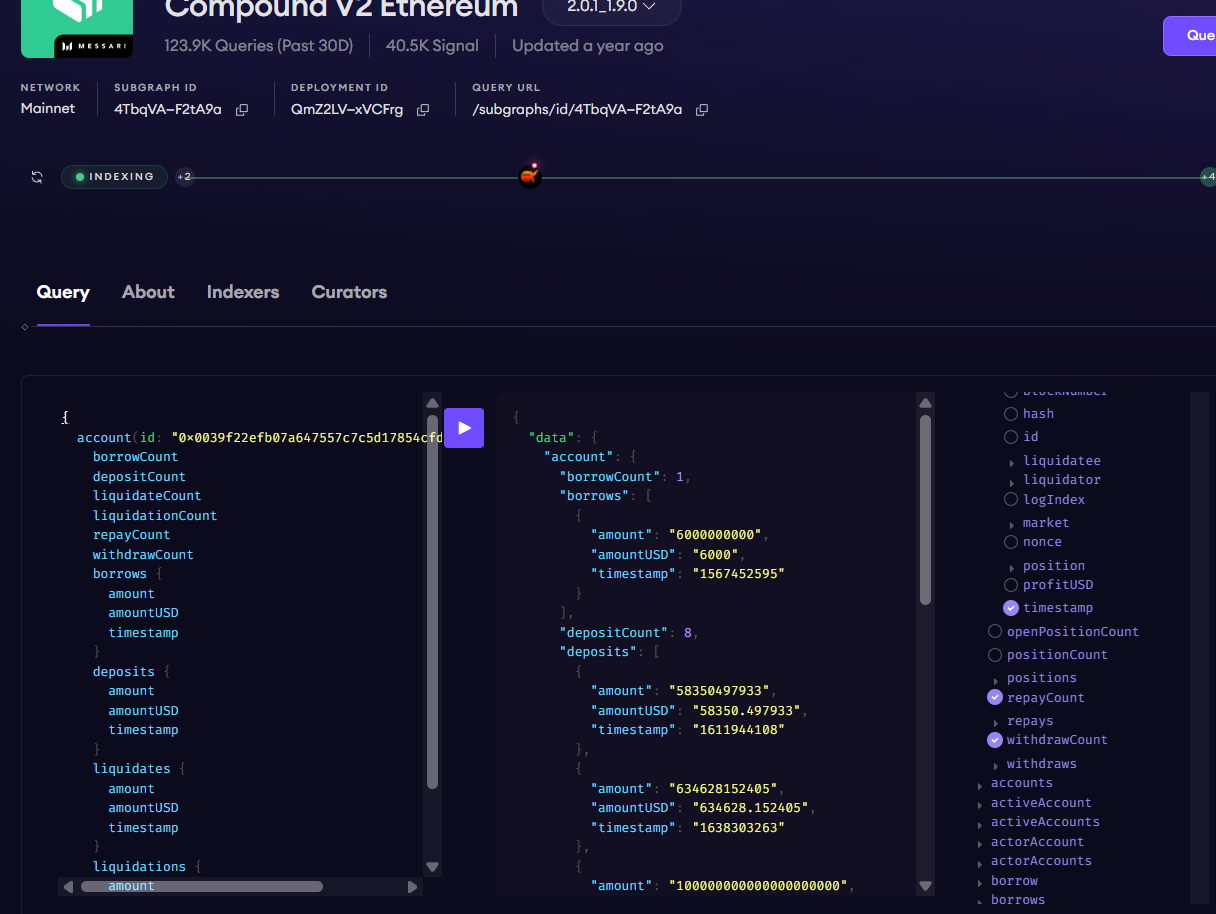 Compound V2 Ethereum
2.0.1_1.9.0
MESSARI
123.9K Queries (Past 30D)
40.5K Signal
Updated a year ago
Que
NETWORK
Mainnet
SUBGRAPH ID
4TbqVA–F2tA9a
DEPLOYMENT ID
QmZ2LV–xVCFrg
QUERY URL
/subgraphs/id/4TbqVA–F2tA9a
INDEXING
+2
+4
Query
About
Indexers
Curators
{
account(id: "0x0039f22efb07a647557c7c5d17854cfd
borrowCount
depositCount
liquidateCount
liquidationCount
repayCount
withdrawCount
borrows {
amount
amountUSD
timestamp
}
deposits {
amount
amountUSD
timestamp
}
liquidates {
amount
amountUSD
timestamp
}
liquidations {
amount
{
"data": {
"account": {
"borrowCount": 1,
"borrows": [
{
"amount": "6000000000",
"amountUSD": "6000",
"timestamp": "1567452595"
}
],
"depositCount": 8,
"deposits": [
{
"amount": "58350497933",
"amountUSD": "58350.497933",
"timestamp": "1611944108"
},
{
"amount": "634628152405",
"amountUSD": "634628.152405",
"timestamp": "1638303263"
},
{
"amount": "100000000000000000000",
blockNumber
hash
id
liquidatee
liquidator
logIndex
market
nonce
position
profitUSD
timestamp
openPositionCount
positionCount
positions
repayCount
repays
withdrawCount
withdraws
accounts
activeAccount
activeAccounts
actorAccount
actorAccounts
borrow
borrows